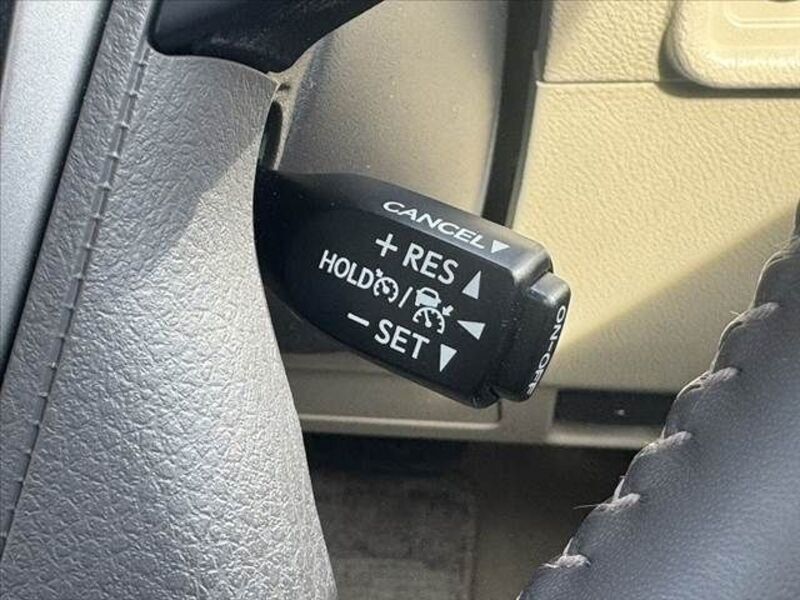 CANCEL▼
+RES▲
HOLD /
−SET▼
ON-OFF